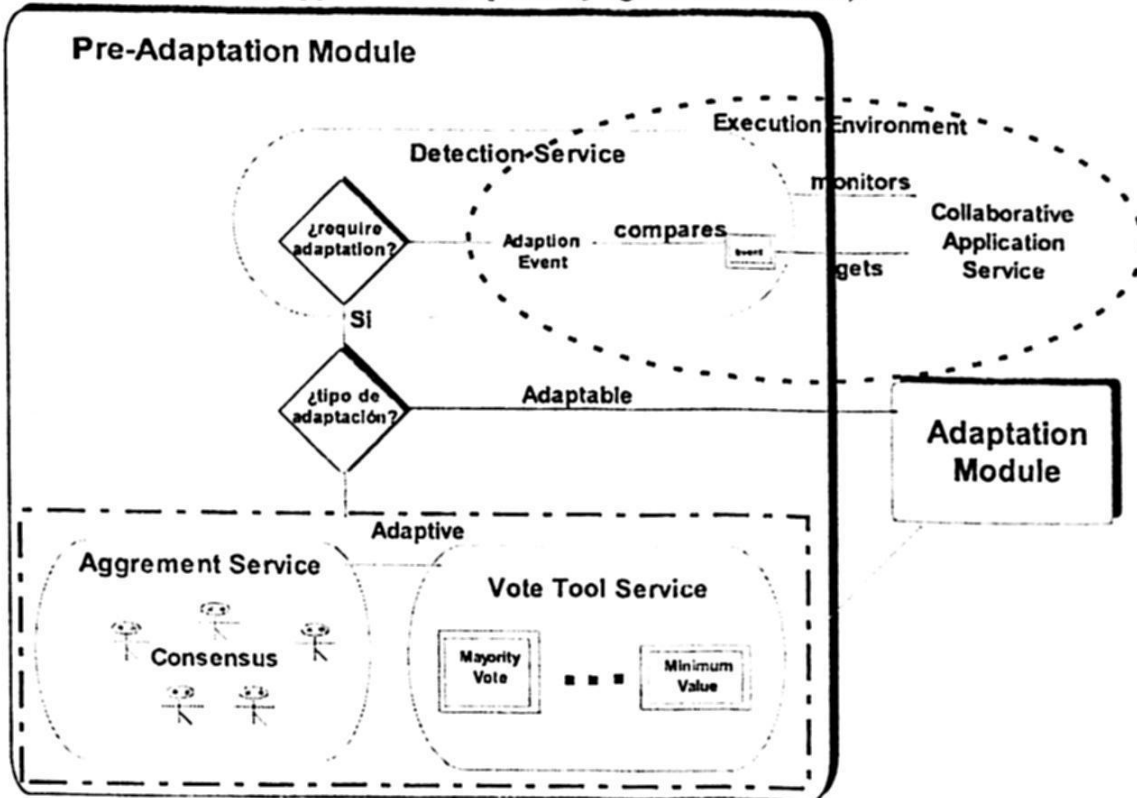 Pre-Adaptation Module
Execution Environment
Detection Service
monitors
¿require
adaptation?
Adaption
Event
compares
Event
gets
Collaborative
Application
Service
Si
¿tipo de
adaptación?
Adaptable
Adaptation
Module
Adaptive
Aggrement Service
Consensus
Vote Tool Service
Mayority
Vote
Minimum
Value